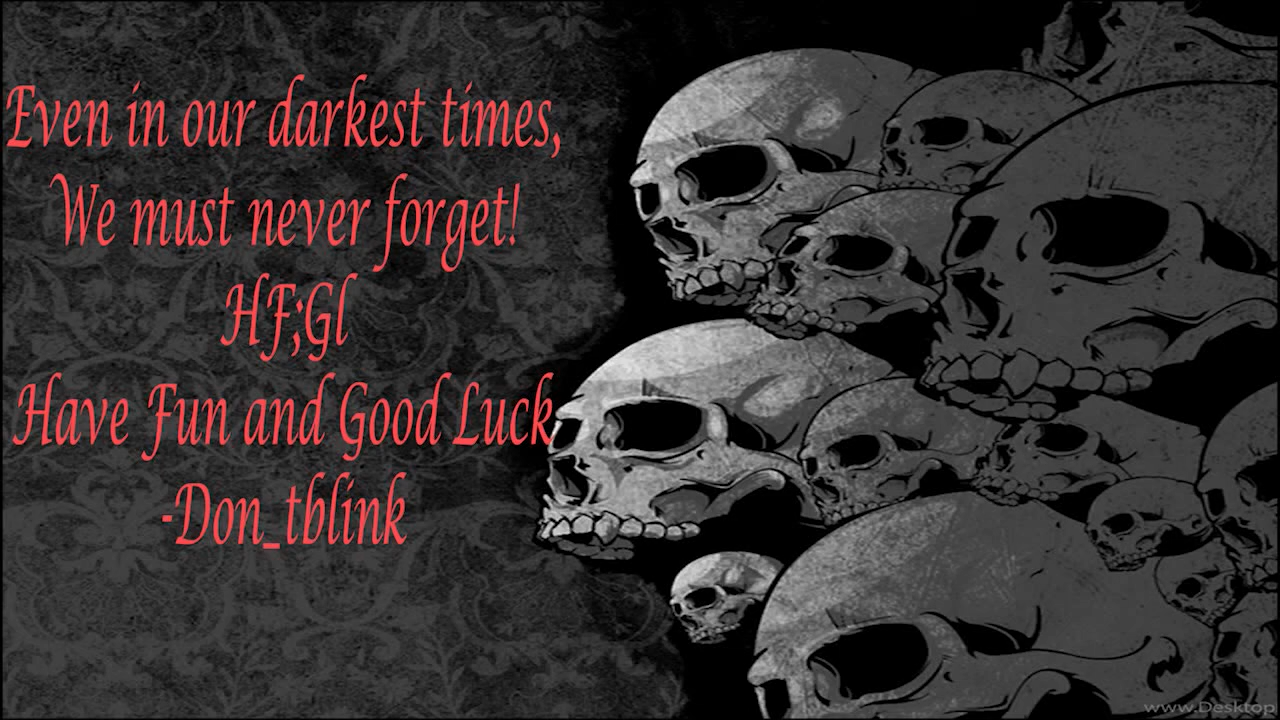 Even in our darkest times,
We must never forget!
HF;Gl
Have Fun and Good Luck
-Don_tblink
www.Desktop